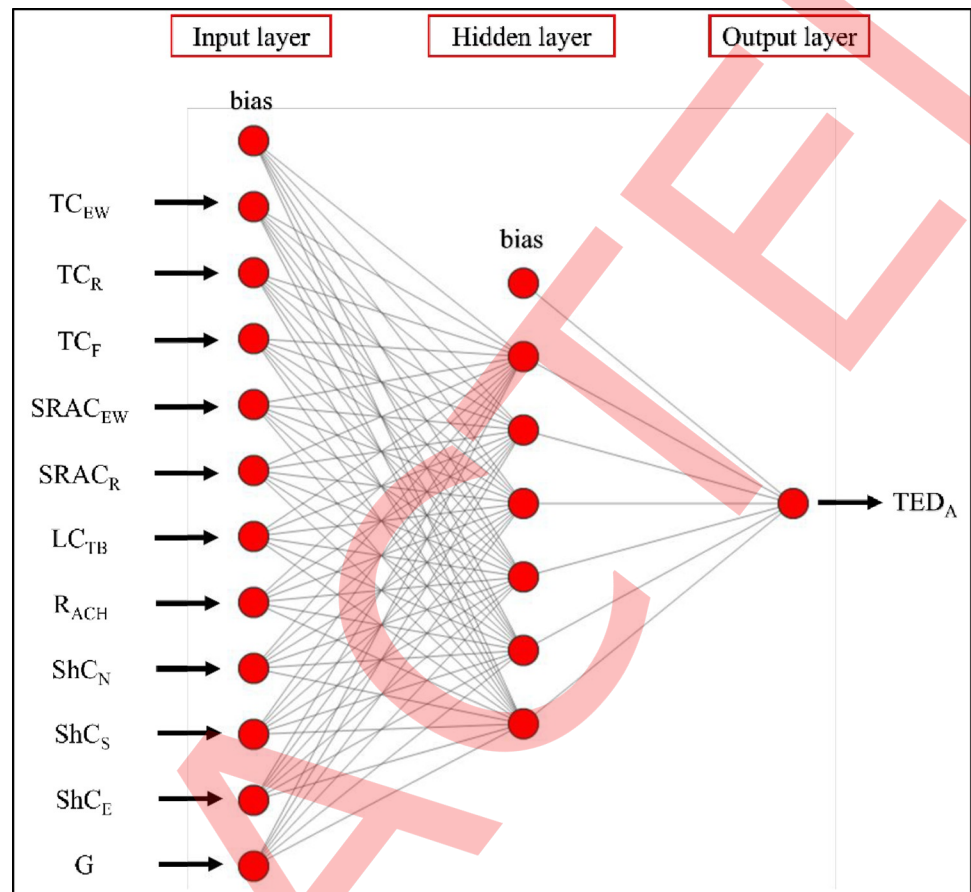 Input layer
Hidden layer
Output layer
bias
TC_EW
TC_R
TC_F
SRAC_EW
SRAC_R
LC_TB
R_ACH
ShC_N
ShC_S
ShC_E
G
bias
TED_A